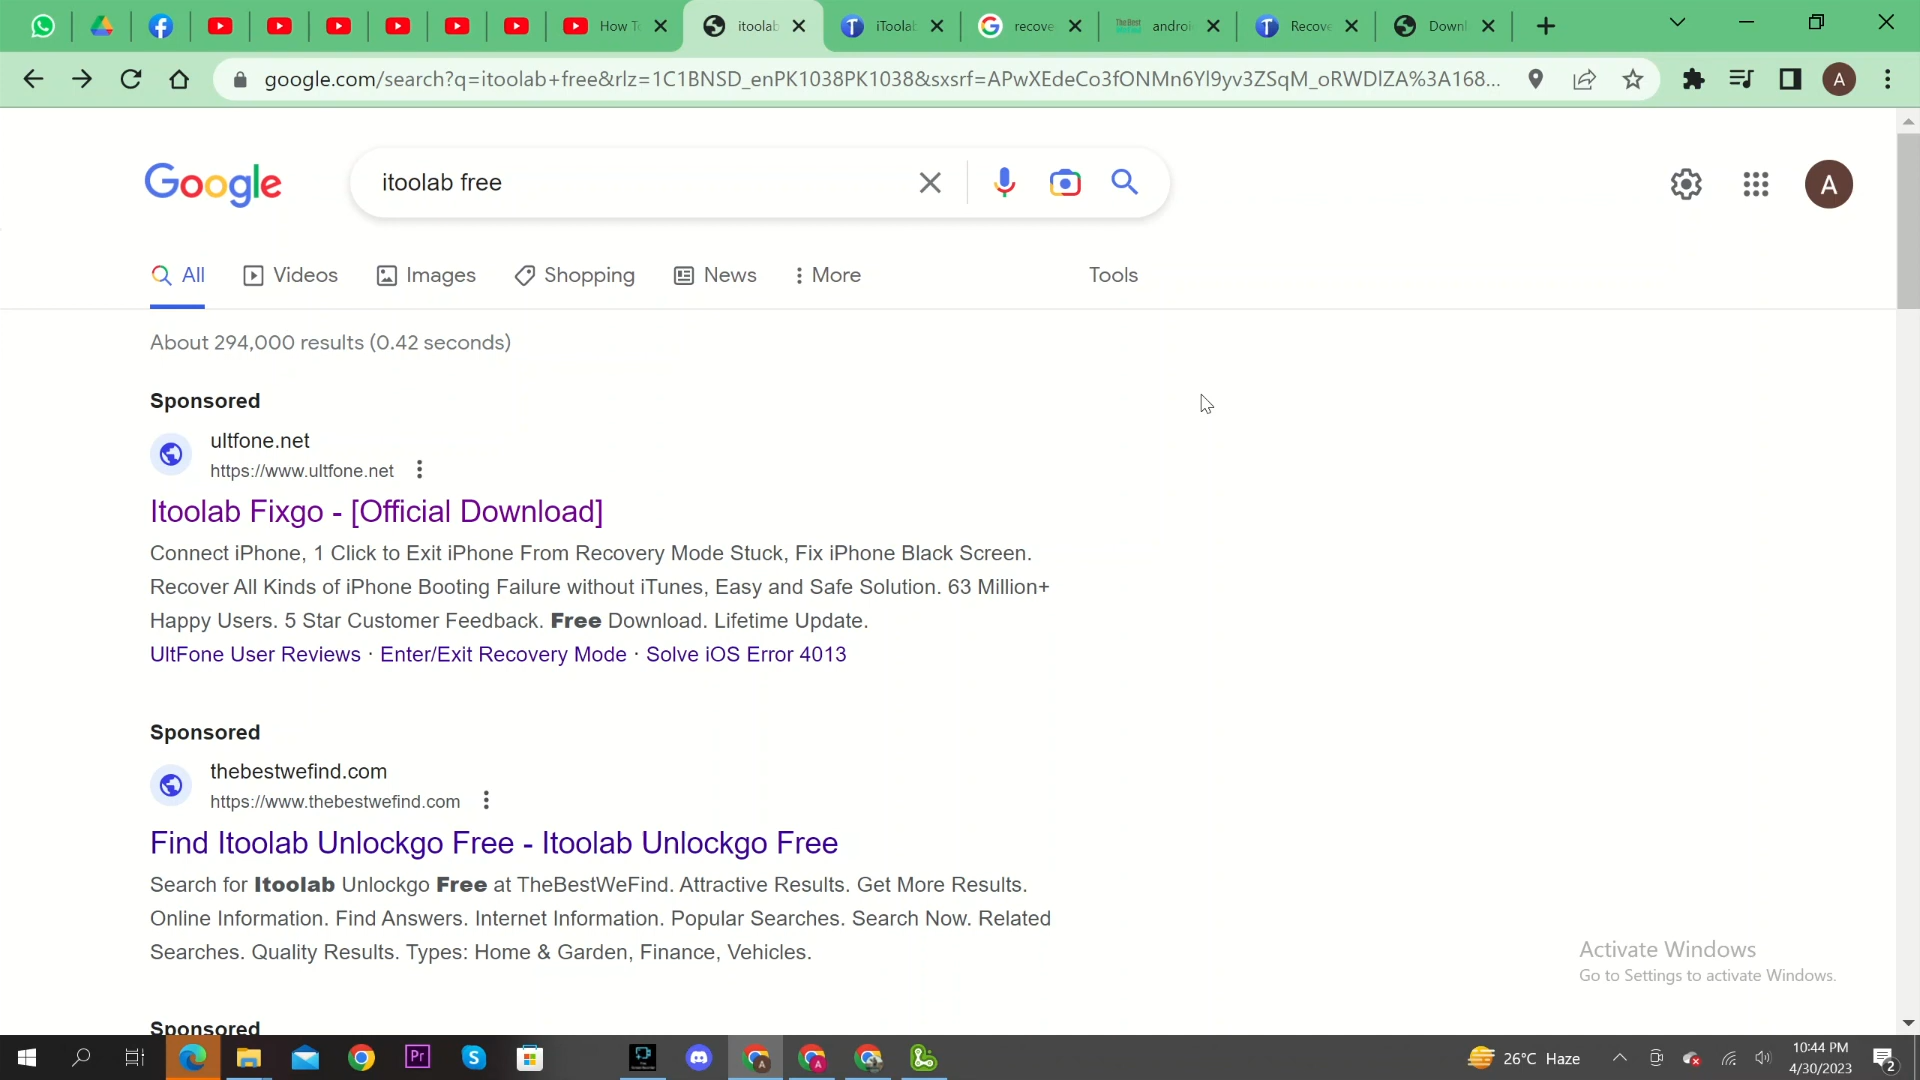 How T
itoolab
iToolab
recove
androi
Recove
Downl
google.com/search?q=itoolab+free&rlz=1C1BNSD_enPK1038PK1038&sxsrf=APwXEdeCo3fONMn6Yl9yv3ZSqM_oRWDlZA%3A168...
A
Google
itoolab free
A
All
Videos
Images
Shopping
News
More
Tools
About 294,000 results (0.42 seconds)
Sponsored
ultfone.net
https://www.ultfone.net
Itoolab Fixgo - [Official Download]
Connect iPhone, 1 Click to Exit iPhone From Recovery Mode Stuck, Fix iPhone Black Screen.
Recover All Kinds of iPhone Booting Failure without iTunes, Easy and Safe Solution. 63 Million+
Happy Users. 5 Star Customer Feedback. Free Download. Lifetime Update.
UltFone User Reviews · Enter/Exit Recovery Mode · Solve iOS Error 4013
Sponsored
thebestwefind.com
https://www.thebestwefind.com
Find Itoolab Unlockgo Free - Itoolab Unlockgo Free
Search for Itoolab Unlockgo Free at TheBestWeFind. Attractive Results. Get More Results.
Online Information. Find Answers. Internet Information. Popular Searches. Search Now. Related
Searches. Quality Results. Types: Home & Garden, Finance, Vehicles.
Activate Windows
Go to Settings to activate Windows.
Sponsored
Pr
26°C Haze
10:44 PM
4/30/2023
2